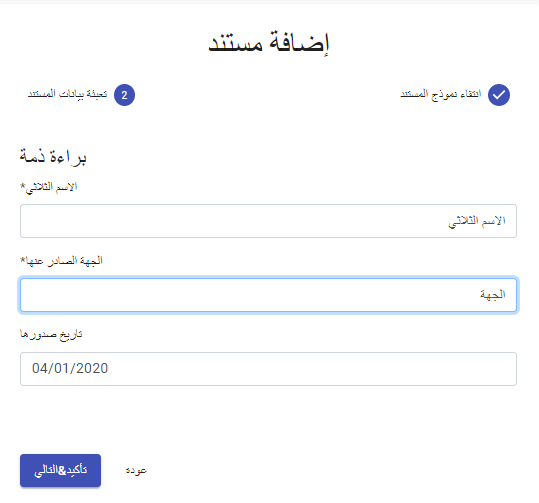 إضافة مستند
انتقاء نموذج المستند
2 تعبئة بيانات المستند
براءة ذمة
الاسم الثلاثي*
الاسم الثلاثي
الجهة الصادر عنها*
الجهة
تاريخ صدورها
04/01/2020
عودة
تأكيد&التالي